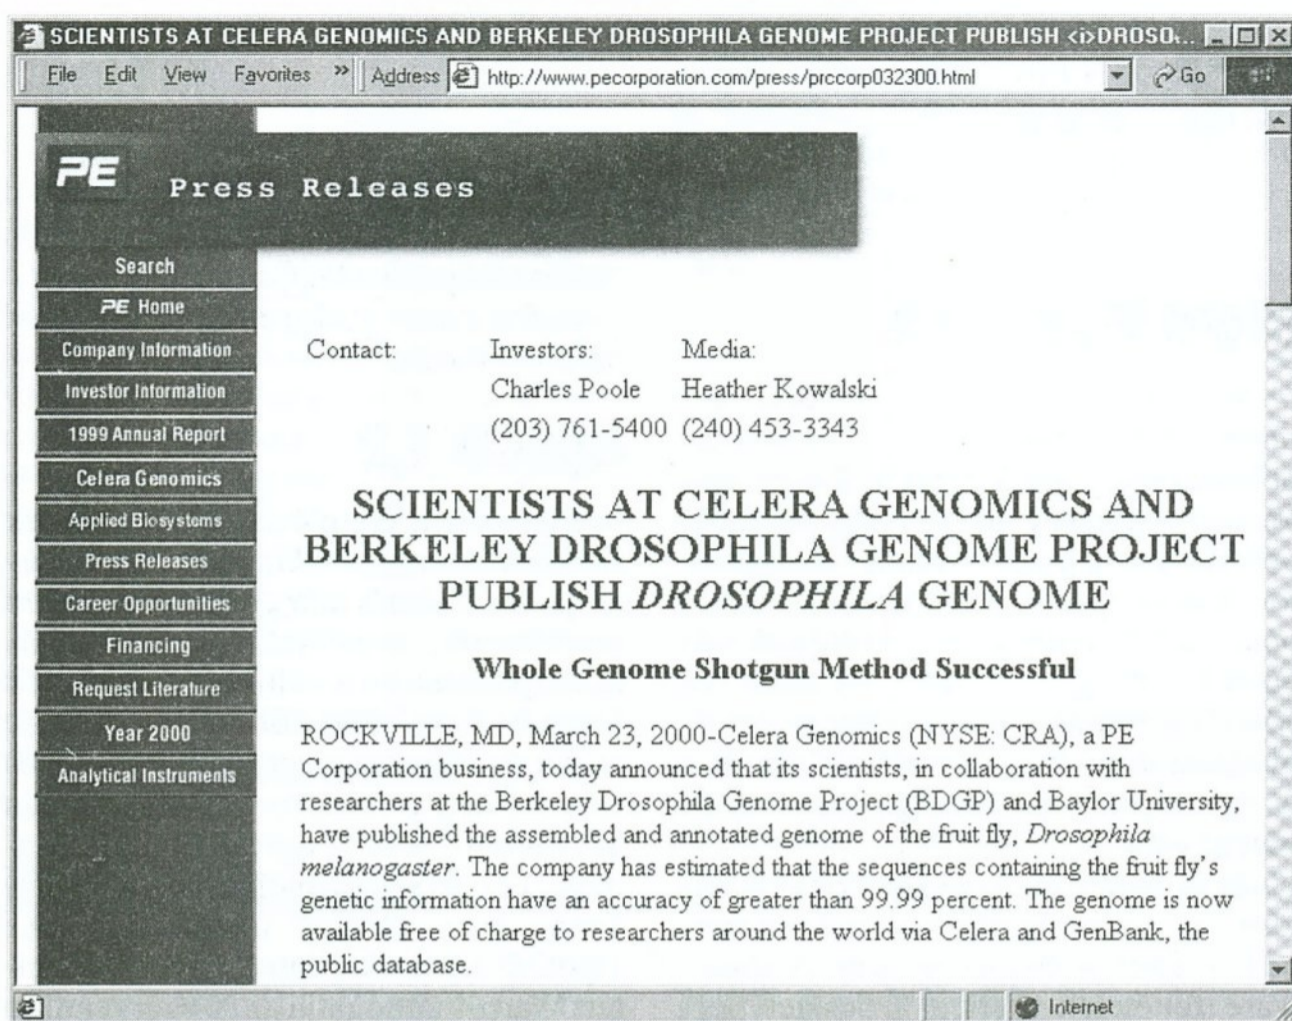 SCIENTISTS AT CELERA GENOMICS AND BERKELEY DROSOPHILA GENOME PROJECT PUBLISH <i>DROSO...
File Edit View Favorites » Address http://www.pecorporation.com/press/prccorp032300.html Go
PE Press Releases
Search
PE Home
Company Information
Investor Information
1999 Annual Report
Celera Genomics
Applied Biosystems
Press Releases
Career Opportunities
Financing
Request Literature
Year 2000
Analytical Instruments
Contact: Investors: Media:
Charles Poole Heather Kowalski
(203) 761-5400 (240) 453-3343
SCIENTISTS AT CELERA GENOMICS AND
BERKELEY DROSOPHILA GENOME PROJECT
PUBLISH DROSOPHILA GENOME
Whole Genome Shotgun Method Successful
ROCKVILLE, MD, March 23, 2000-Celera Genomics (NYSE: CRA), a PE
Corporation business, today announced that its scientists, in collaboration with
researchers at the Berkeley Drosophila Genome Project (BDGP) and Baylor University,
have published the assembled and annotated genome of the fruit fly, Drosophila
melanogaster. The company has estimated that the sequences containing the fruit fly's
genetic information have an accuracy of greater than 99.99 percent. The genome is now
available free of charge to researchers around the world via Celera and GenBank, the
public database.
Internet